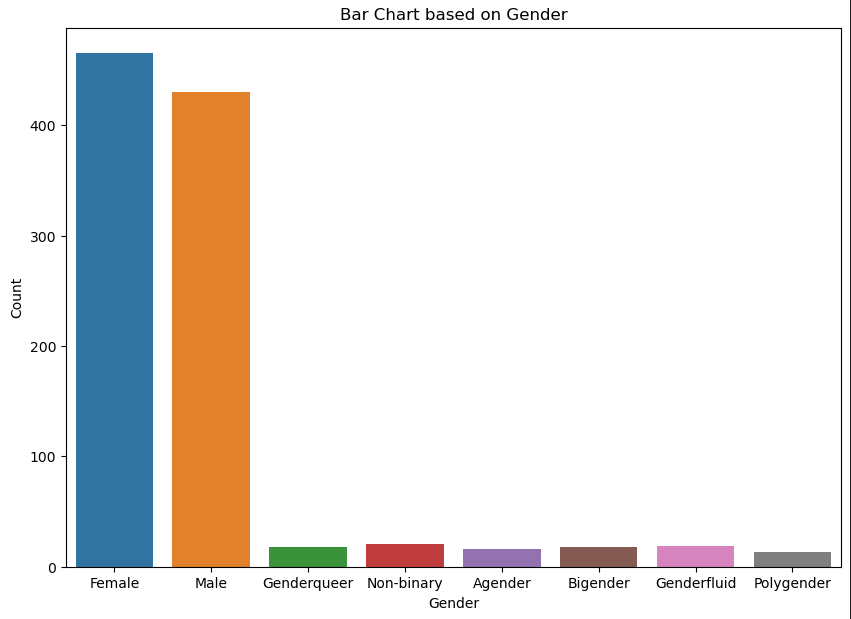 Bar Chart based on Gender
Count
400
300
200
100
0
Female Male Genderqueer Non-binary Agender Bigender Genderfluid Polygender
Gender